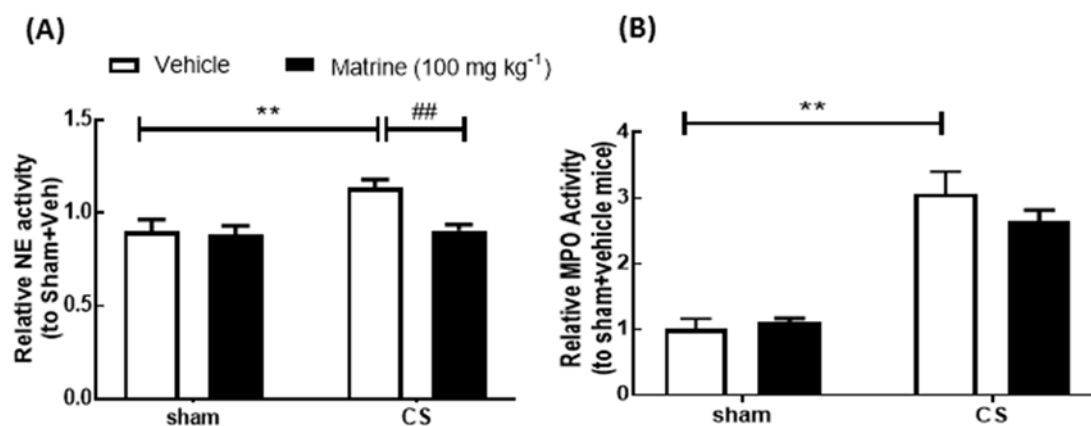 (A)
Vehicle
Matrine (100 mg kg⁻¹)
Relative NE activity
(to Sham+Veh)
1.5
1.0
0.5
0.0
**
##
sham
CS
(B)
Relative MPO Activity
(to sham+vehicle mice)
4
3
2
1
0
**
sham
CS